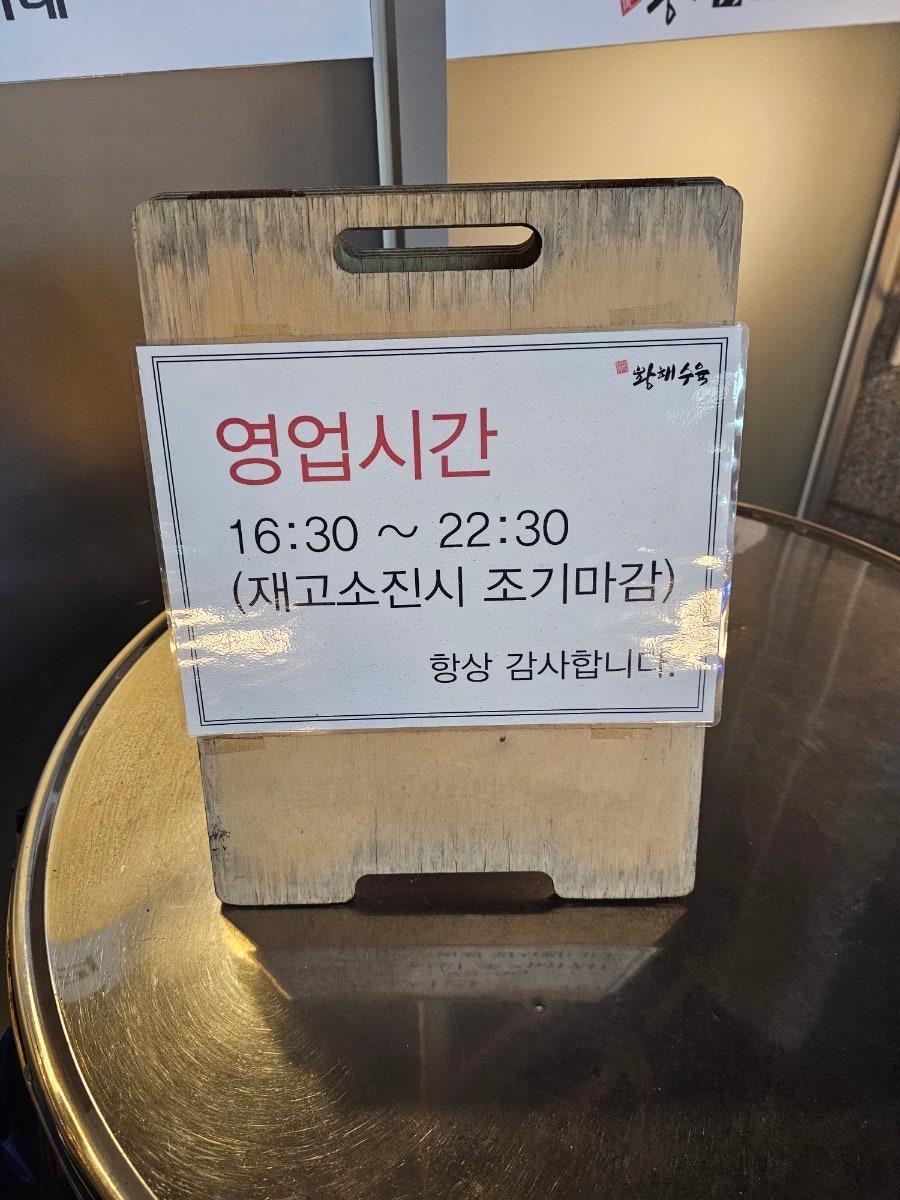 황해수육
영업시간
16:30 ~ 22:30
(재고소진시 조기마감)
항상 감사합니다.